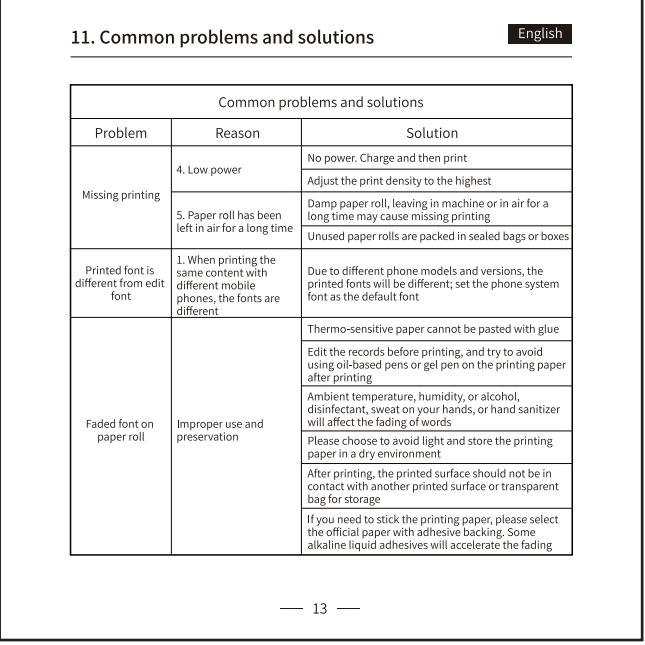 11. Common problems and solutions
English
Common problems and solutions
Problem
Reason
Solution
Missing printing
4. Low power
No power. Charge and then print
Adjust the print density to the highest
5. Paper roll has been
left in air for a long time
Damp paper roll, leaving in machine or in air for a
long time may cause missing printing
Unused paper rolls are packed in sealed bags or boxes
Printed font is
different from edit
font
1. When printing the
same content with
different mobile
phones, the fonts are
different
Due to different phone models and versions, the
printed fonts will be different; set the phone system
font as the default font
Faded font on
paper roll
Improper use and
preservation
Thermo-sensitive paper cannot be pasted with glue
Edit the records before printing, and try to avoid
using oil-based pens or gel pen on the printing paper
after printing
Ambient temperature, humidity, or alcohol,
disinfectant, sweat on your hands, or hand sanitizer
will affect the fading of words
Please choose to avoid light and store the printing
paper in a dry environment
After printing, the printed surface should not be in
contact with another printed surface or transparent
bag for storage
If you need to stick the printing paper, please select
the official paper with adhesive backing. Some
alkaline liquid adhesives will accelerate the fading
— 13 —